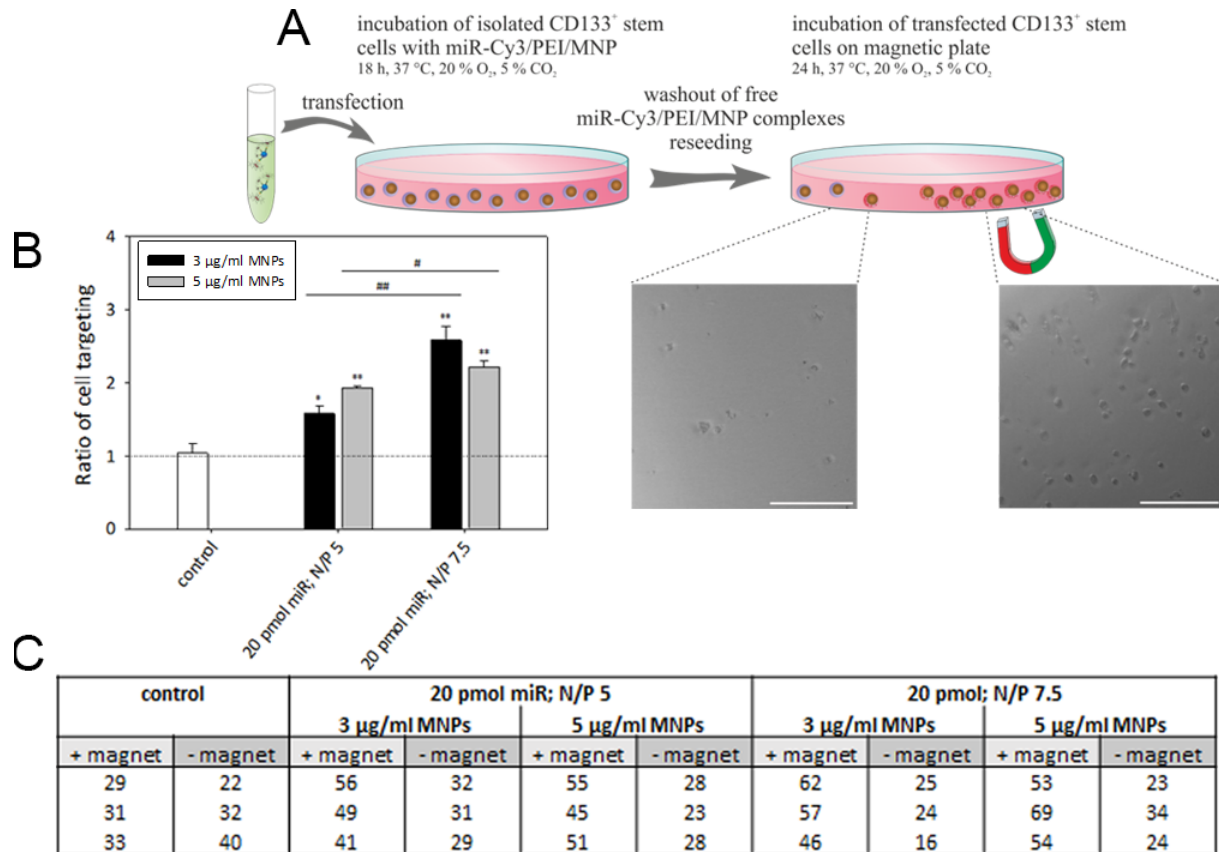 A
incubation of isolated CD133⁺ stem
cells with miR-Cy3/PEI/MNP
18 h, 37 °C, 20 % O₂, 5 % CO₂
transfection
washout of free
miR-Cy3/PEI/MNP complexes
reseeding
incubation of transfected CD133⁺ stem
cells on magnetic plate
24 h, 37 °C, 20 % O₂, 5 % CO₂
B
Ratio of cell targeting
4
3
2
1
0
3 µg/ml MNPs
5 µg/ml MNPs
#
##
*
**
**
**
control
20 pmol miR; N/P 5
20 pmol miR; N/P 7.5
C
control 20 pmol miR; N/P 5 20 pmol; N/P 7.5
3 µg/ml MNPs 5 µg/ml MNPs 3 µg/ml MNPs 5 µg/ml MNPs
+ magnet - magnet + magnet - magnet + magnet - magnet + magnet - magnet + magnet - magnet
29 22 56 32 55 28 62 25 53 23
31 32 49 31 45 23 57 24 69 34
33 40 41 29 51 28 46 16 54 24